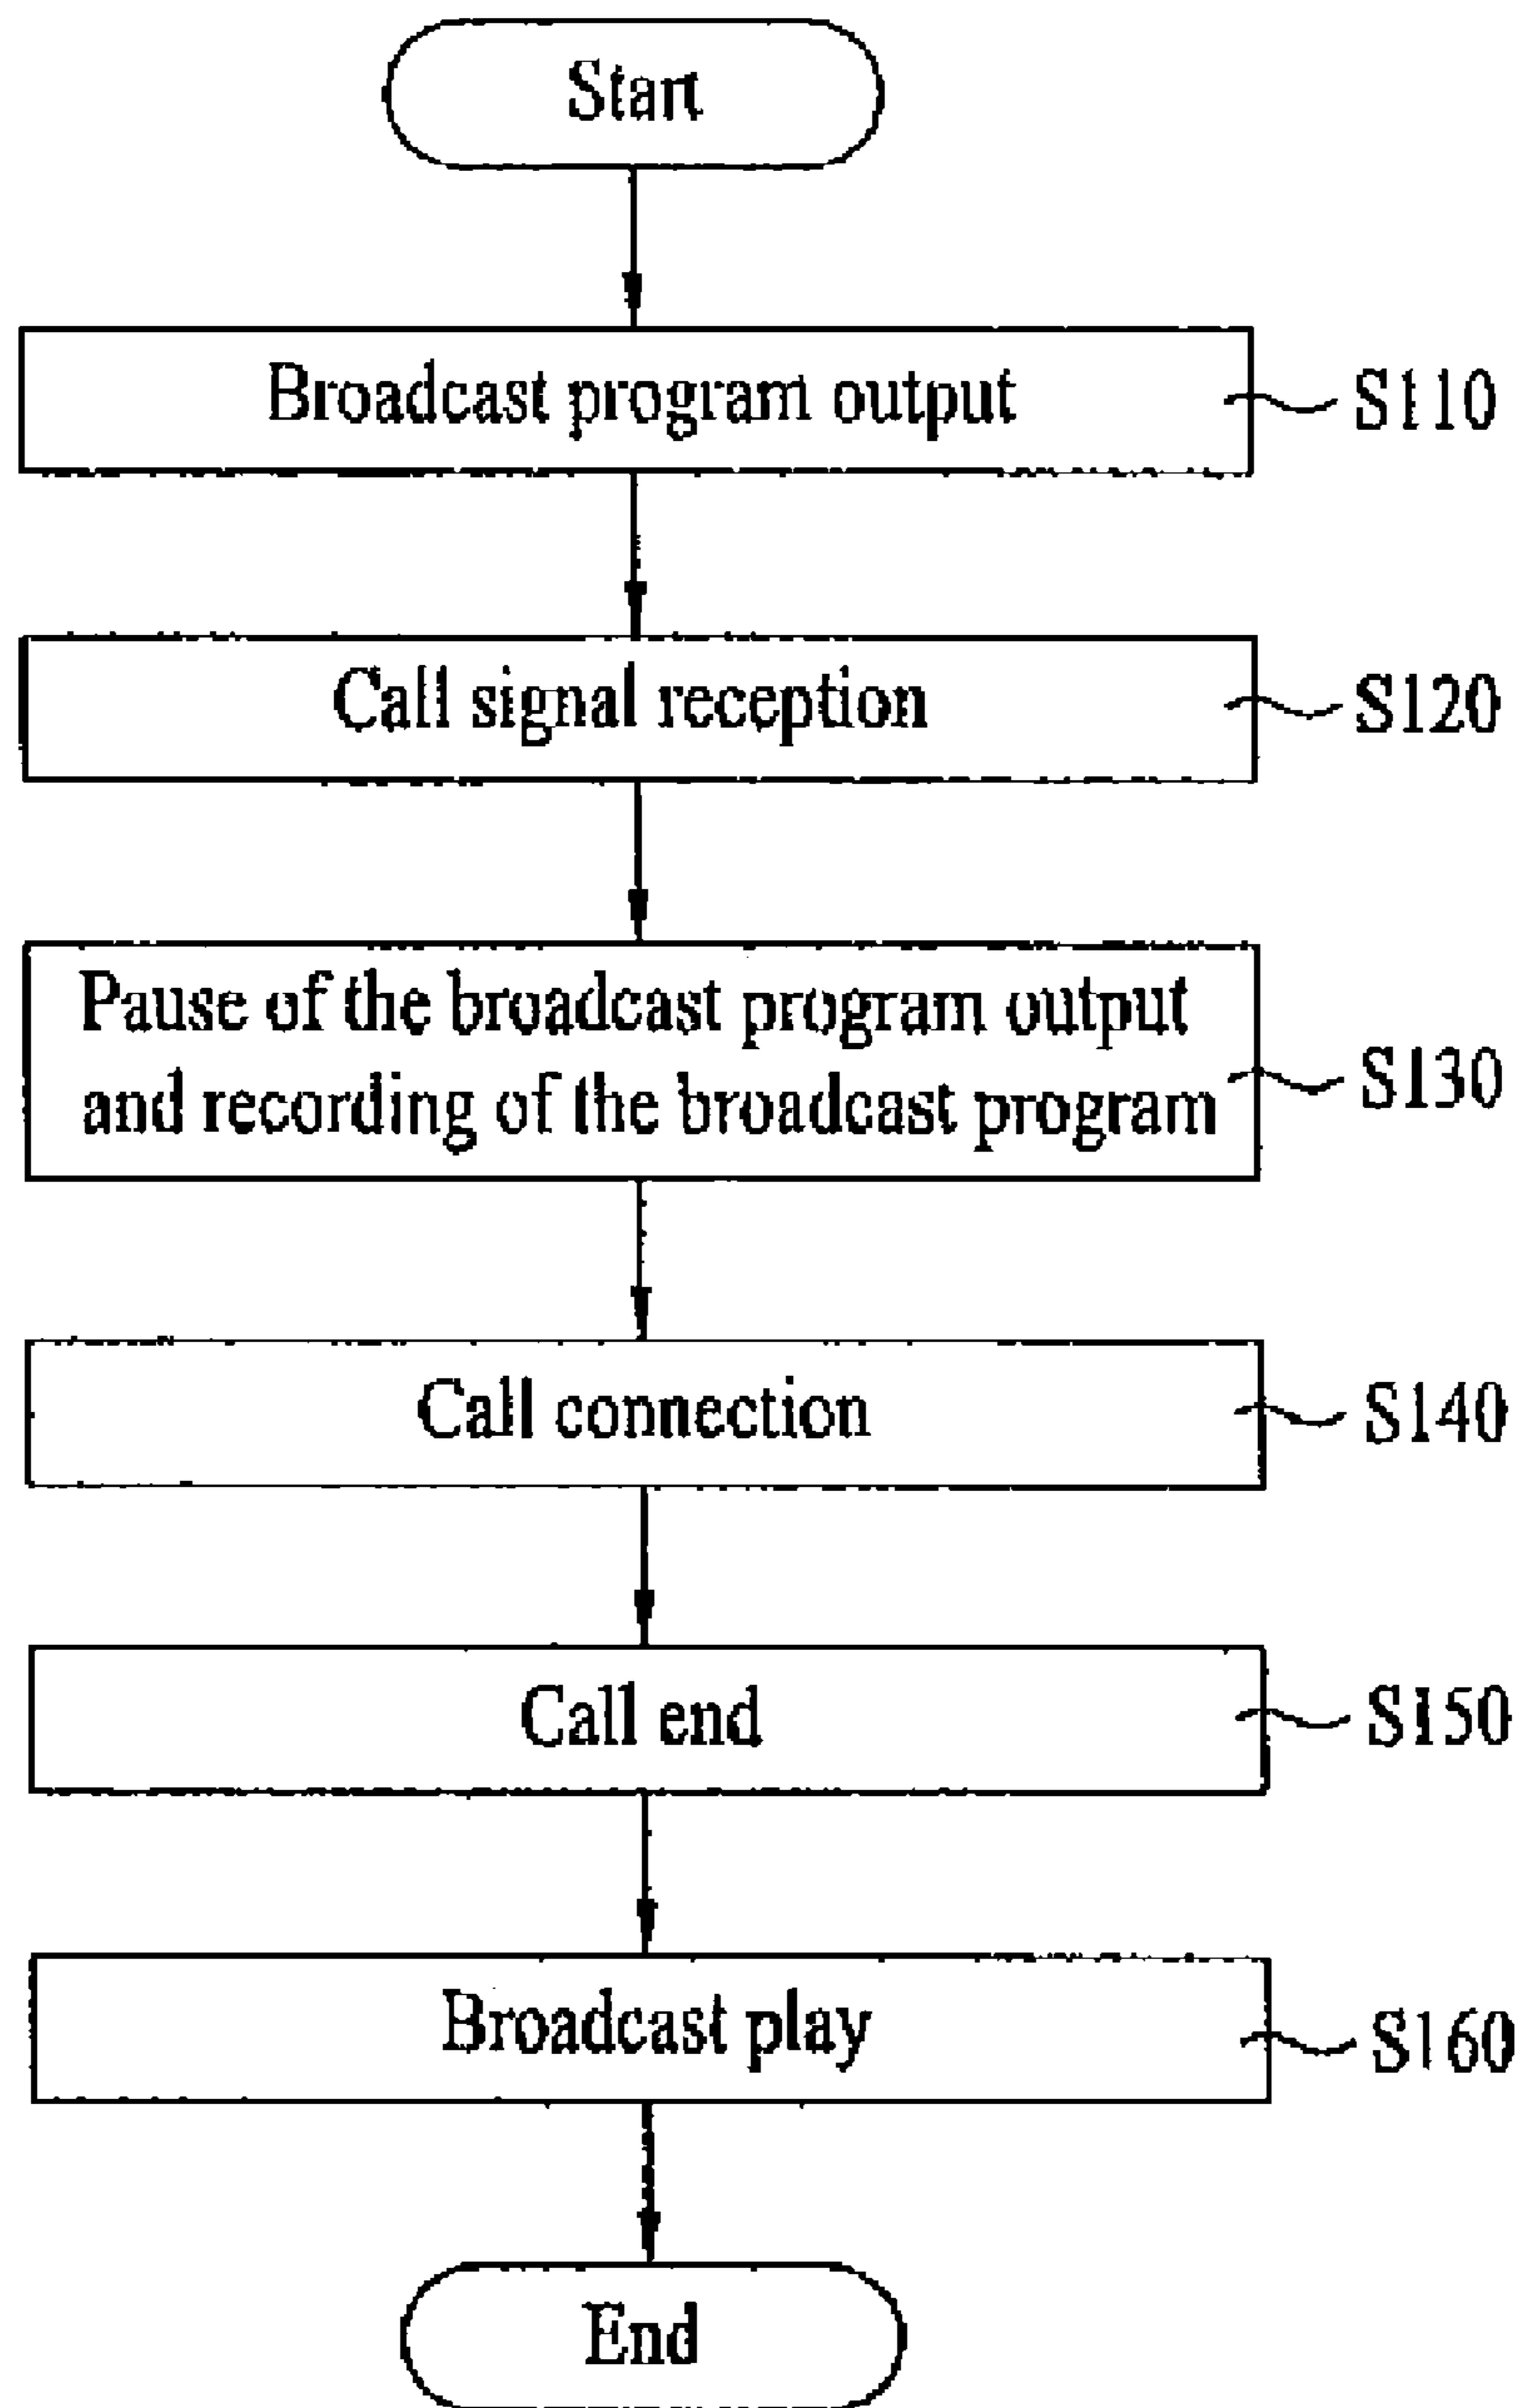 Start
Broadcast program output
S110
Call signal reception
S120
Pause of the broadcast program output
and recording of the broadcast program
S130
Call connection
S140
Call end
S150
Broadcast play
S160
End